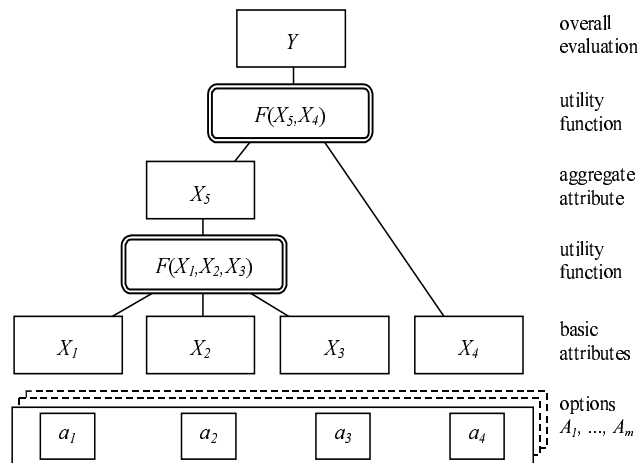 Y
overall
evaluation
F(X5,X4)
utility
function
X5
aggregate
attribute
F(X1,X2,X3)
utility
function
X1 X2 X3 X4
basic
attributes
a1 a2 a3 a4
options
A1, ..., Am